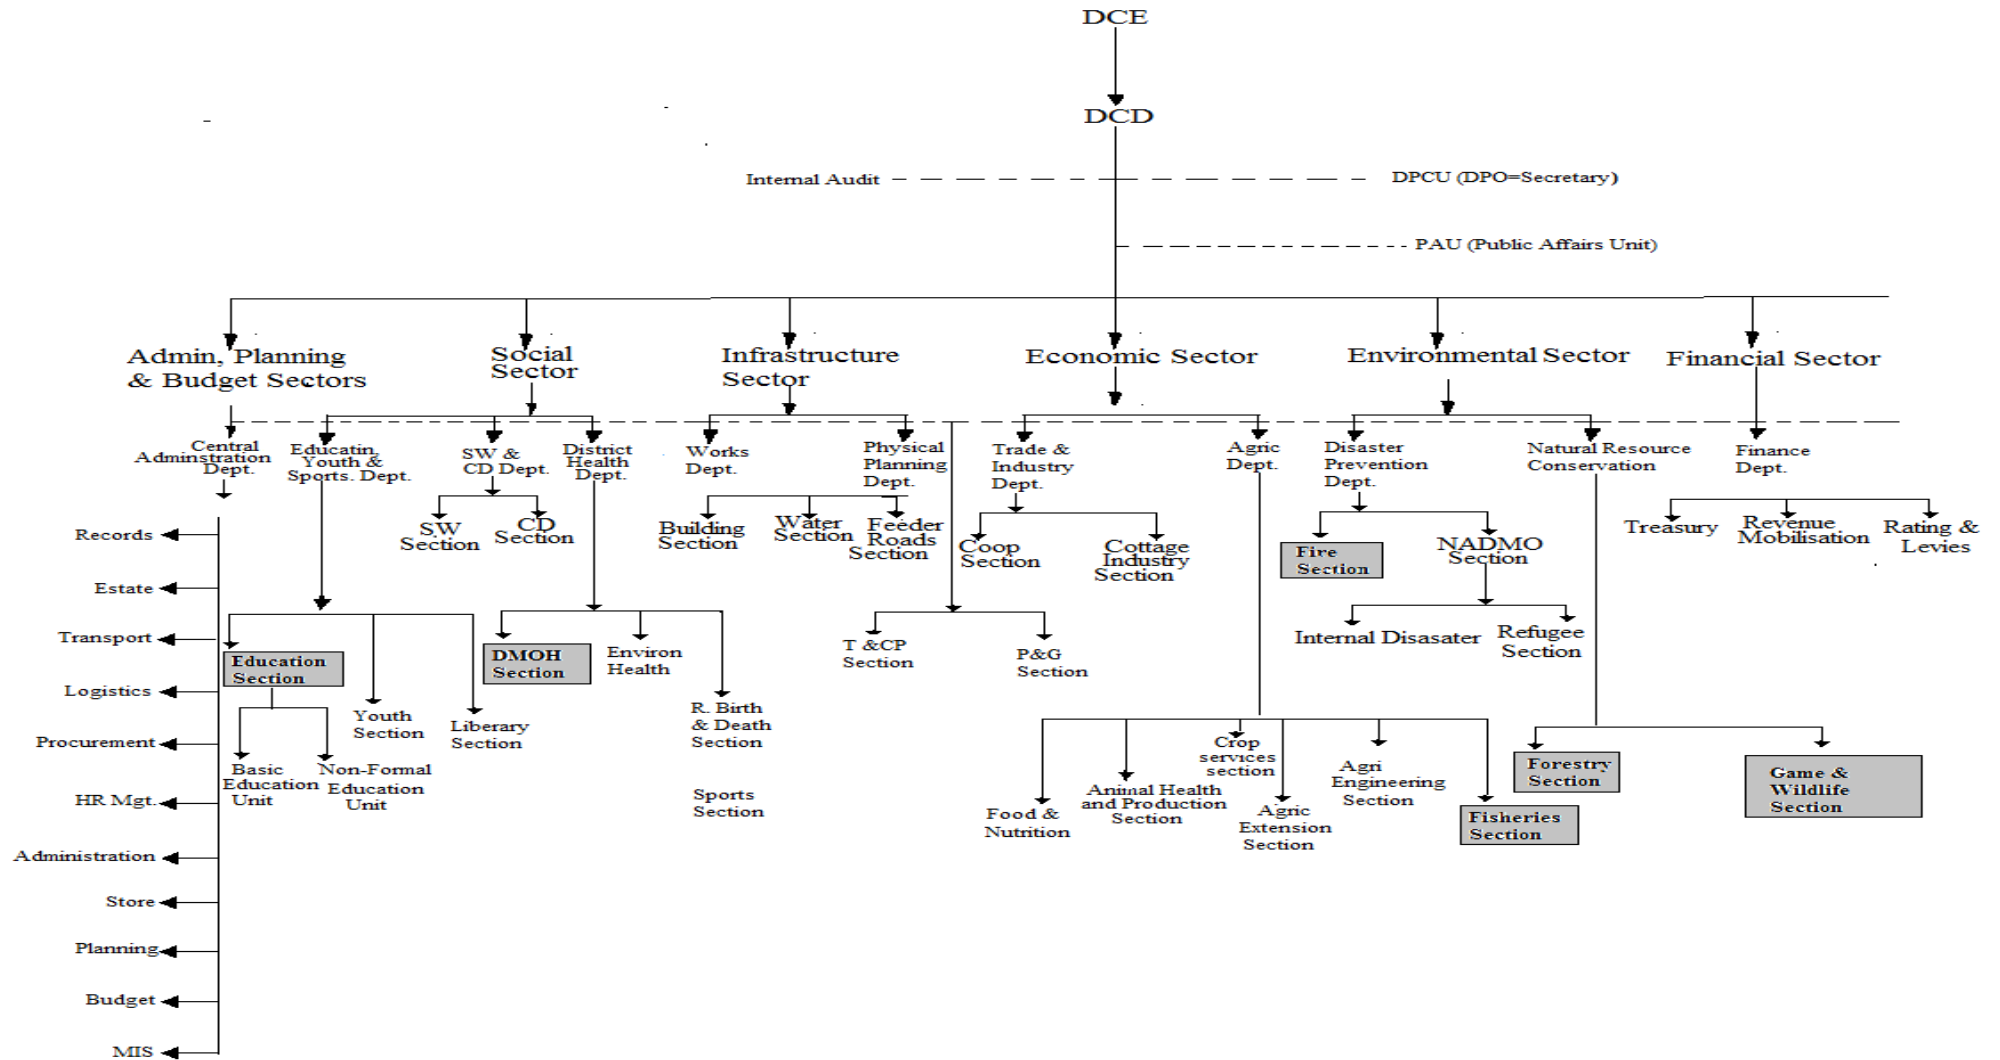 DCE
DCD
Internal Audit
DPCU (DPO=Secretary)
PAU (Public Affairs Unit)
Admin, Planning
& Budget Sectors
Social
Sector
Infrastructure
Sector
Economic Sector
Environmental Sector
Financial Sector
Central
Adminstration
Dept.
Educatin,
Youth &
Sports. Dept.
SW &
CD Dept.
District
Health
Dept.
Works
Dept.
Physical
Planning
Dept.
Trade &
Industry
Dept.
Agric
Dept.
Disaster
Prevention
Dept.
Natural Resource
Conservation
Finance
Dept.
SW
Section
CD
Section
Building
Section
Water
Section
Feeder
Roads
Section
Coop
Section
Cottage
Industry
Section
Fire
Section
NADMO
Section
Treasury
Revenue
Mobilisation
Rating &
Levies
Internal Disasater
Refugee
Section
Education
Section
DMOH
Section
Environ
Health
T &CP
Section
P&G
Section
Youth
Section
Liberary
Section
R. Birth
& Death
Section
Basic
Education
Unit
Non-Formal
Education
Unit
Sports
Section
Food &
Nutrition
Animal Health
and Production
Section
Crop
services
section
Agric
Extension
Section
Agri
Engineering
Section
Fisheries
Section
Forestry
Section
Game &
Wildlife
Section
Records
Estate
Transport
Logistics
Procurement
HR Mgt.
Administration
Store
Planning
Budget
MIS